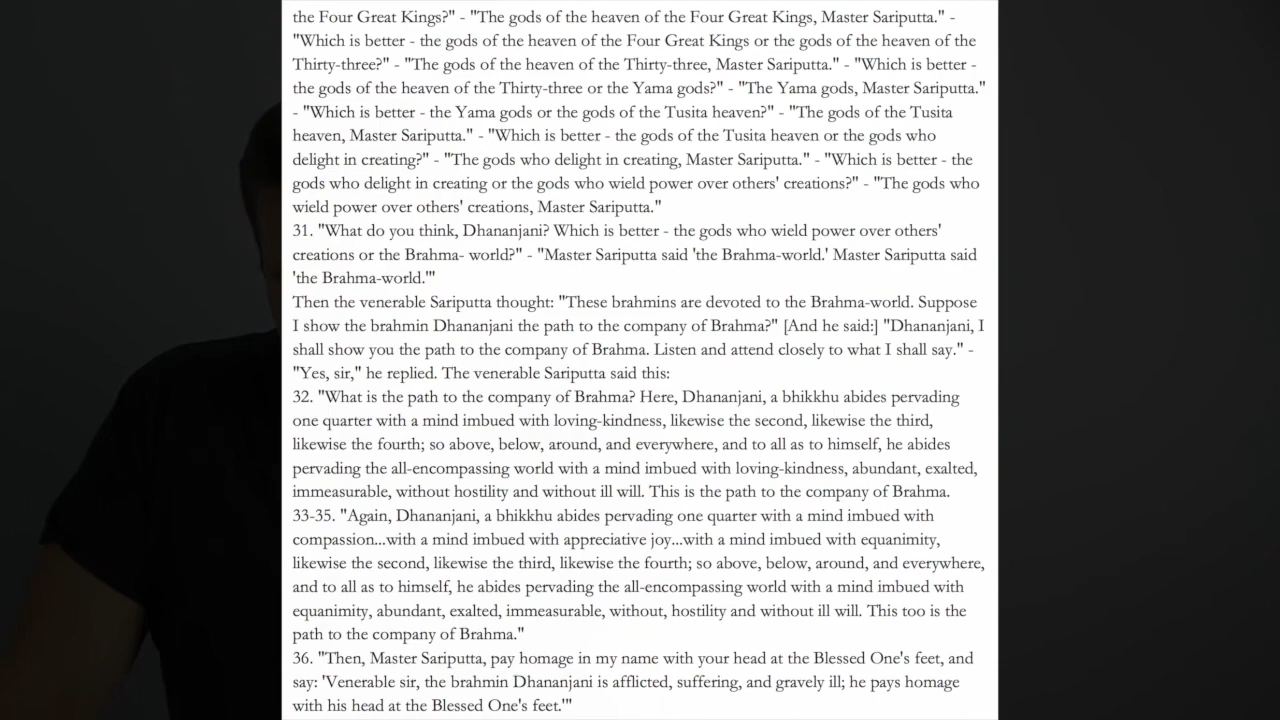 the Four Great Kings?" - "The gods of the heaven of the Four Great Kings, Master Sariputta." -
"Which is better - the gods of the heaven of the Four Great Kings or the gods of the heaven of the
Thirty-three?" - "The gods of the heaven of the Thirty-three, Master Sariputta." - "Which is better -
the gods of the heaven of the Thirty-three or the Yama gods?" - "The Yama gods, Master Sariputta."
- "Which is better - the Yama gods or the gods of the Tusita heaven?" - "The gods of the Tusita
heaven, Master Sariputta." - "Which is better - the gods of the Tusita heaven or the gods who
delight in creating?" - "The gods who delight in creating, Master Sariputta." - "Which is better - the
gods who delight in creating or the gods who wield power over others' creations?" - "The gods who
wield power over others' creations, Master Sariputta."
31. "What do you think, Dhananjani? Which is better - the gods who wield power over others'
creations or the Brahma- world?" - "Master Sariputta said 'the Brahma-world.' Master Sariputta said
'the Brahma-world.'"
Then the venerable Sariputta thought: "These brahmins are devoted to the Brahma-world. Suppose
I show the brahmin Dhananjani the path to the company of Brahma?" [And he said:] "Dhananjani, I
shall show you the path to the company of Brahma. Listen and attend closely to what I shall say." -
"Yes, sir," he replied. The venerable Sariputta said this:
32. "What is the path to the company of Brahma? Here, Dhananjani, a bhikkhu abides pervading
one quarter with a mind imbued with loving-kindness, likewise the second, likewise the third,
likewise the fourth; so above, below, around, and everywhere, and to all as to himself, he abides
pervading the all-encompassing world with a mind imbued with loving-kindness, abundant, exalted,
immeasurable, without hostility and without ill will. This is the path to the company of Brahma.
33-35. "Again, Dhananjani, a bhikkhu abides pervading one quarter with a mind imbued with
compassion...with a mind imbued with appreciative joy...with a mind imbued with equanimity,
likewise the second, likewise the third, likewise the fourth; so above, below, around, and everywhere,
and to all as to himself, he abides pervading the all-encompassing world with a mind imbued with
equanimity, abundant, exalted, immeasurable, without, hostility and without ill will. This too is the
path to the company of Brahma."
36. "Then, Master Sariputta, pay homage in my name with your head at the Blessed One's feet, and
say: 'Venerable sir, the brahmin Dhananjani is afflicted, suffering, and gravely ill; he pays homage
with his head at the Blessed One's feet.'"